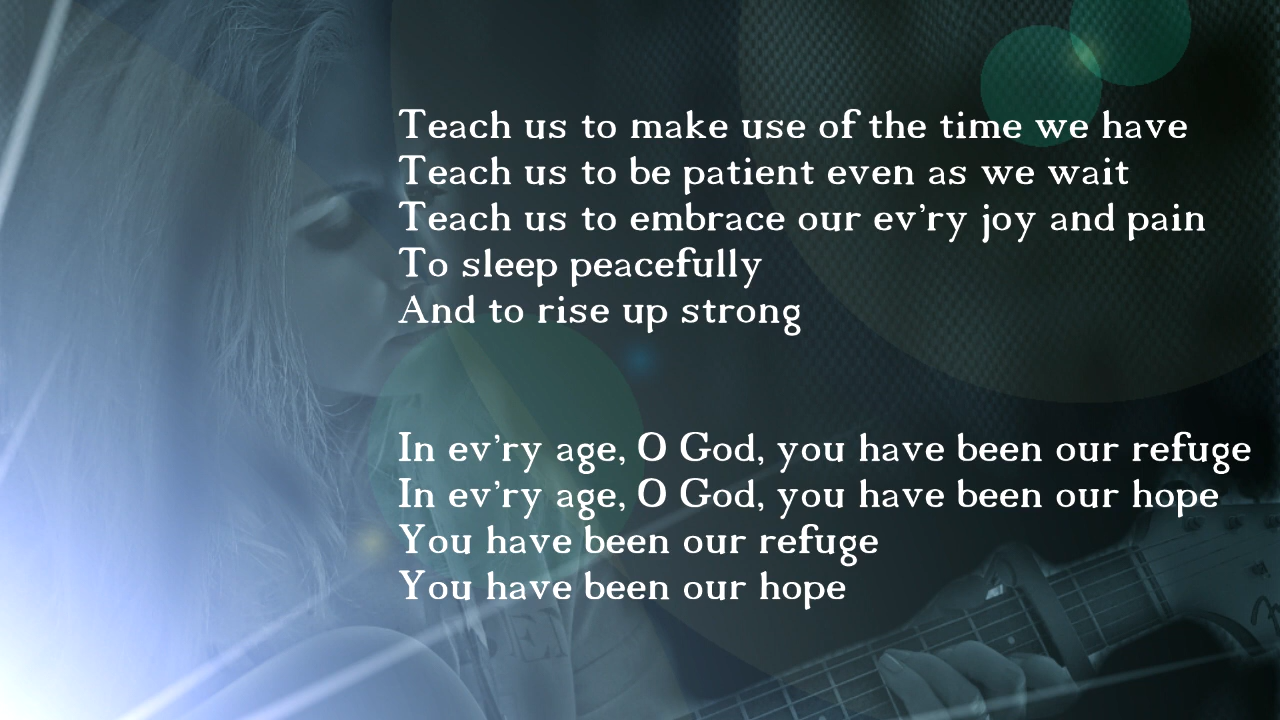 Teach us to make use of the time we have
Teach us to be patient even as we wait
Teach us to embrace our ev’ry joy and pain
To sleep peacefully
And to rise up strong
In ev’ry age, O God, you have been our refuge
In ev’ry age, O God, you have been our hope
You have been our refuge
You have been our hope